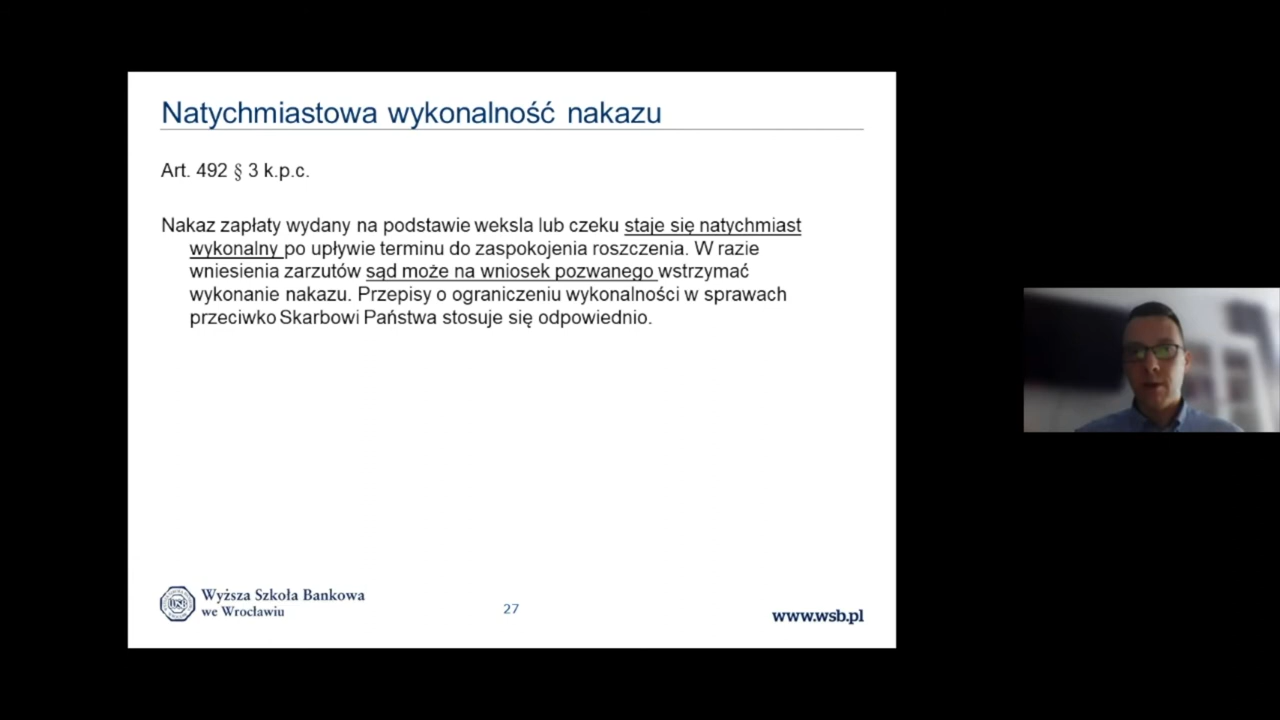 Natychmiastowa wykonalność nakazu
Art. 492 § 3 k.p.c.
Nakaz zapłaty wydany na podstawie weksla lub czeku staje się natychmiast
wykonalny po upływie terminu do zaspokojenia roszczenia. W razie
wniesienia zarzutów sąd może na wniosek pozwanego wstrzymać
wykonanie nakazu. Przepisy o ograniczeniu wykonalności w sprawach
przeciwko Skarbowi Państwa stosuje się odpowiednio.
WSB
Wyższa Szkoła Bankowa
we Wrocławiu
27
www.wsb.pl